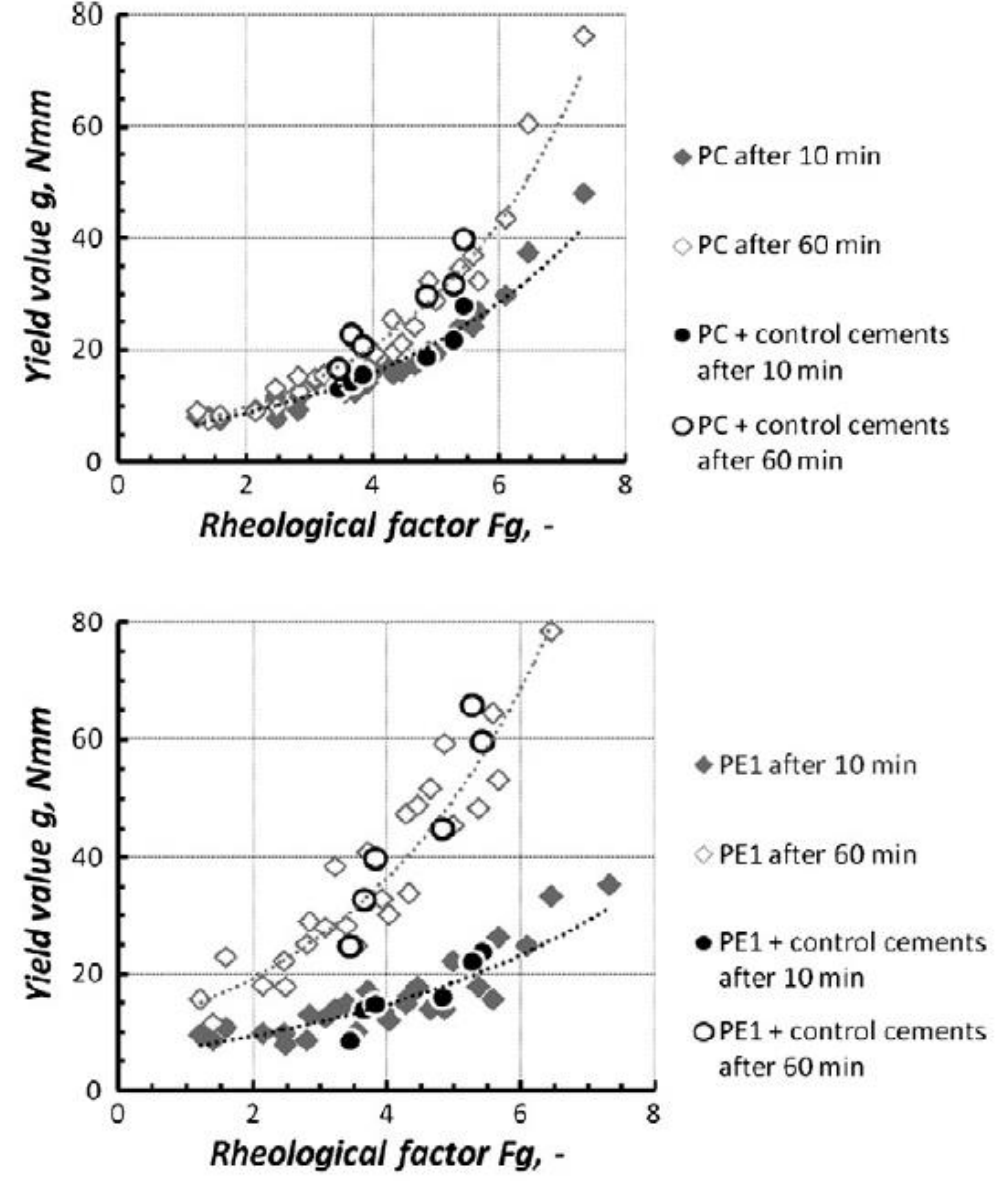 80
60
40
20
0
Yield value g, Nmm
0 2 4 6 8
Rheological factor Fg, -
PC after 10 min
PC after 60 min
PC + control cements
after 10 min
PC + control cements
after 60 min
80
60
40
20
0
Yield value g, Nmm
0 2 4 6 8
Rheological factor Fg, -
PE1 after 10 min
PE1 after 60 min
PE1 + control cements
after 10 min
PE1 + control cements
after 60 min